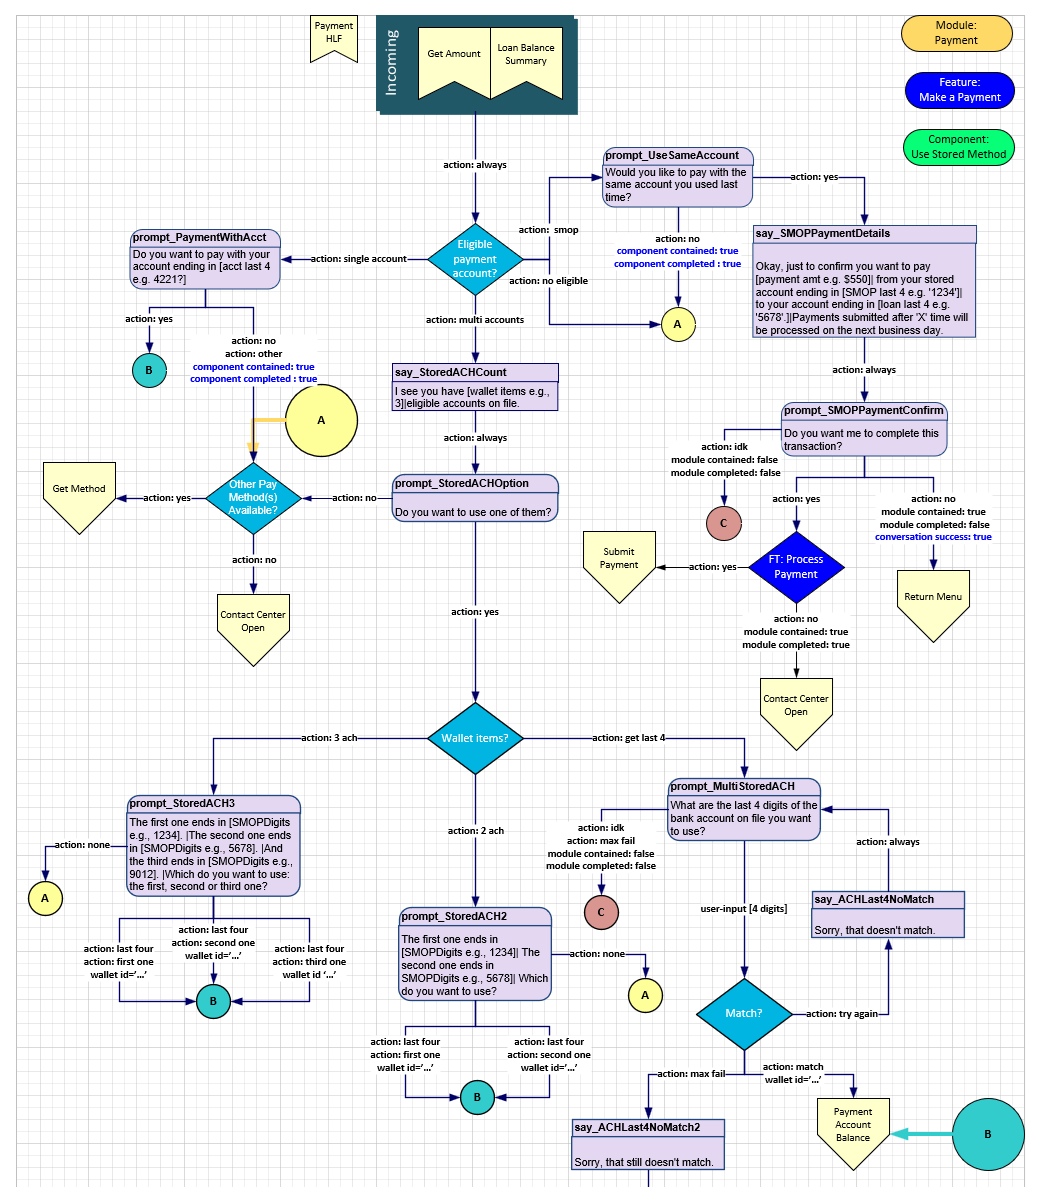 Payment
HLF
Incoming
Get Amount
Loan Balance
Summary
Module:
Payment
Feature:
Make a Payment
Component:
Use Stored Method
action: always
prompt_UseSameAccount
Would you like to pay with the
same account you used last
time?
action: yes
prompt_PaymentWithAcct
Do you want to pay with your
account ending in [acct last 4
e.g. 4221?]
action: single account
Eligible
payment
account?
action:  smop
action: no eligible
action: no
component contained: true
component completed : true
say_SMOPPaymentDetails
Okay, just to confirm you want to pay
[payment amt e.g. $550]| from your stored
account ending in [SMOP last 4 e.g. '1234']|
to your account ending in [loan last 4 e.g.
'5678'.]|Payments submitted after 'X' time will
be processed on the next business day.
action: yes
B
action: no
action: other
component contained: true
component completed : true
action: multi accounts
A
action: always
say_StoredACHCount
I see you have [wallet items e.g.,
3]|eligible accounts on file.
A
action: always
prompt_SMOPPaymentConfirm
Do you want me to complete this
transaction?
action: idk
module contained: false
module completed: false
C
Get Method
action: yes
Other Pay
Method(s)
Available?
action: no
prompt_StoredACHOption
Do you want to use one of them?
action: yes
action: no
module contained: true
module completed: false
conversation success: true
Submit
Payment
action: yes
FT: Process
Payment
Return Menu
action: no
Contact Center
Open
action: yes
action: no
module contained: true
module completed: true
Contact Center
Open
action: 3 ach
Wallet items?
action: get last 4
prompt_StoredACH3
The first one ends in [SMOPDigits
e.g., 1234]. |The second one ends
in [SMOPDigits e.g., 5678]. |And
the third ends in [SMOPDigits e.g.,
9012]. |Which do you want to use:
the first, second or third one?
action: none
A
action: 2 ach
prompt_MultiStoredACH
What are the last 4 digits of the
bank account on file you want
to use?
action: idk
action: max fail
module contained: false
module completed: false
C
action: always
say_ACHLast4NoMatch
Sorry, that doesn't match.
user-input [4 digits]
action: last four
action: first one
wallet id='...'
action: last four
action: second one
wallet id='...'
action: last four
action: third one
wallet id '...'
B
prompt_StoredACH2
The first one ends in
[SMOPDigits e.g., 1234]| The
second one ends in
SMOPDigits e.g., 5678]| Which
do you want to use?
action: none
A
Match?
action: try again
action: last four
action: first one
wallet id='...'
action: last four
action: second one
wallet id='...'
B
action: max fail
action: match
wallet id='...'
say_ACHLast4NoMatch2
Sorry, that still doesn't match.
Payment
Account
Balance
B